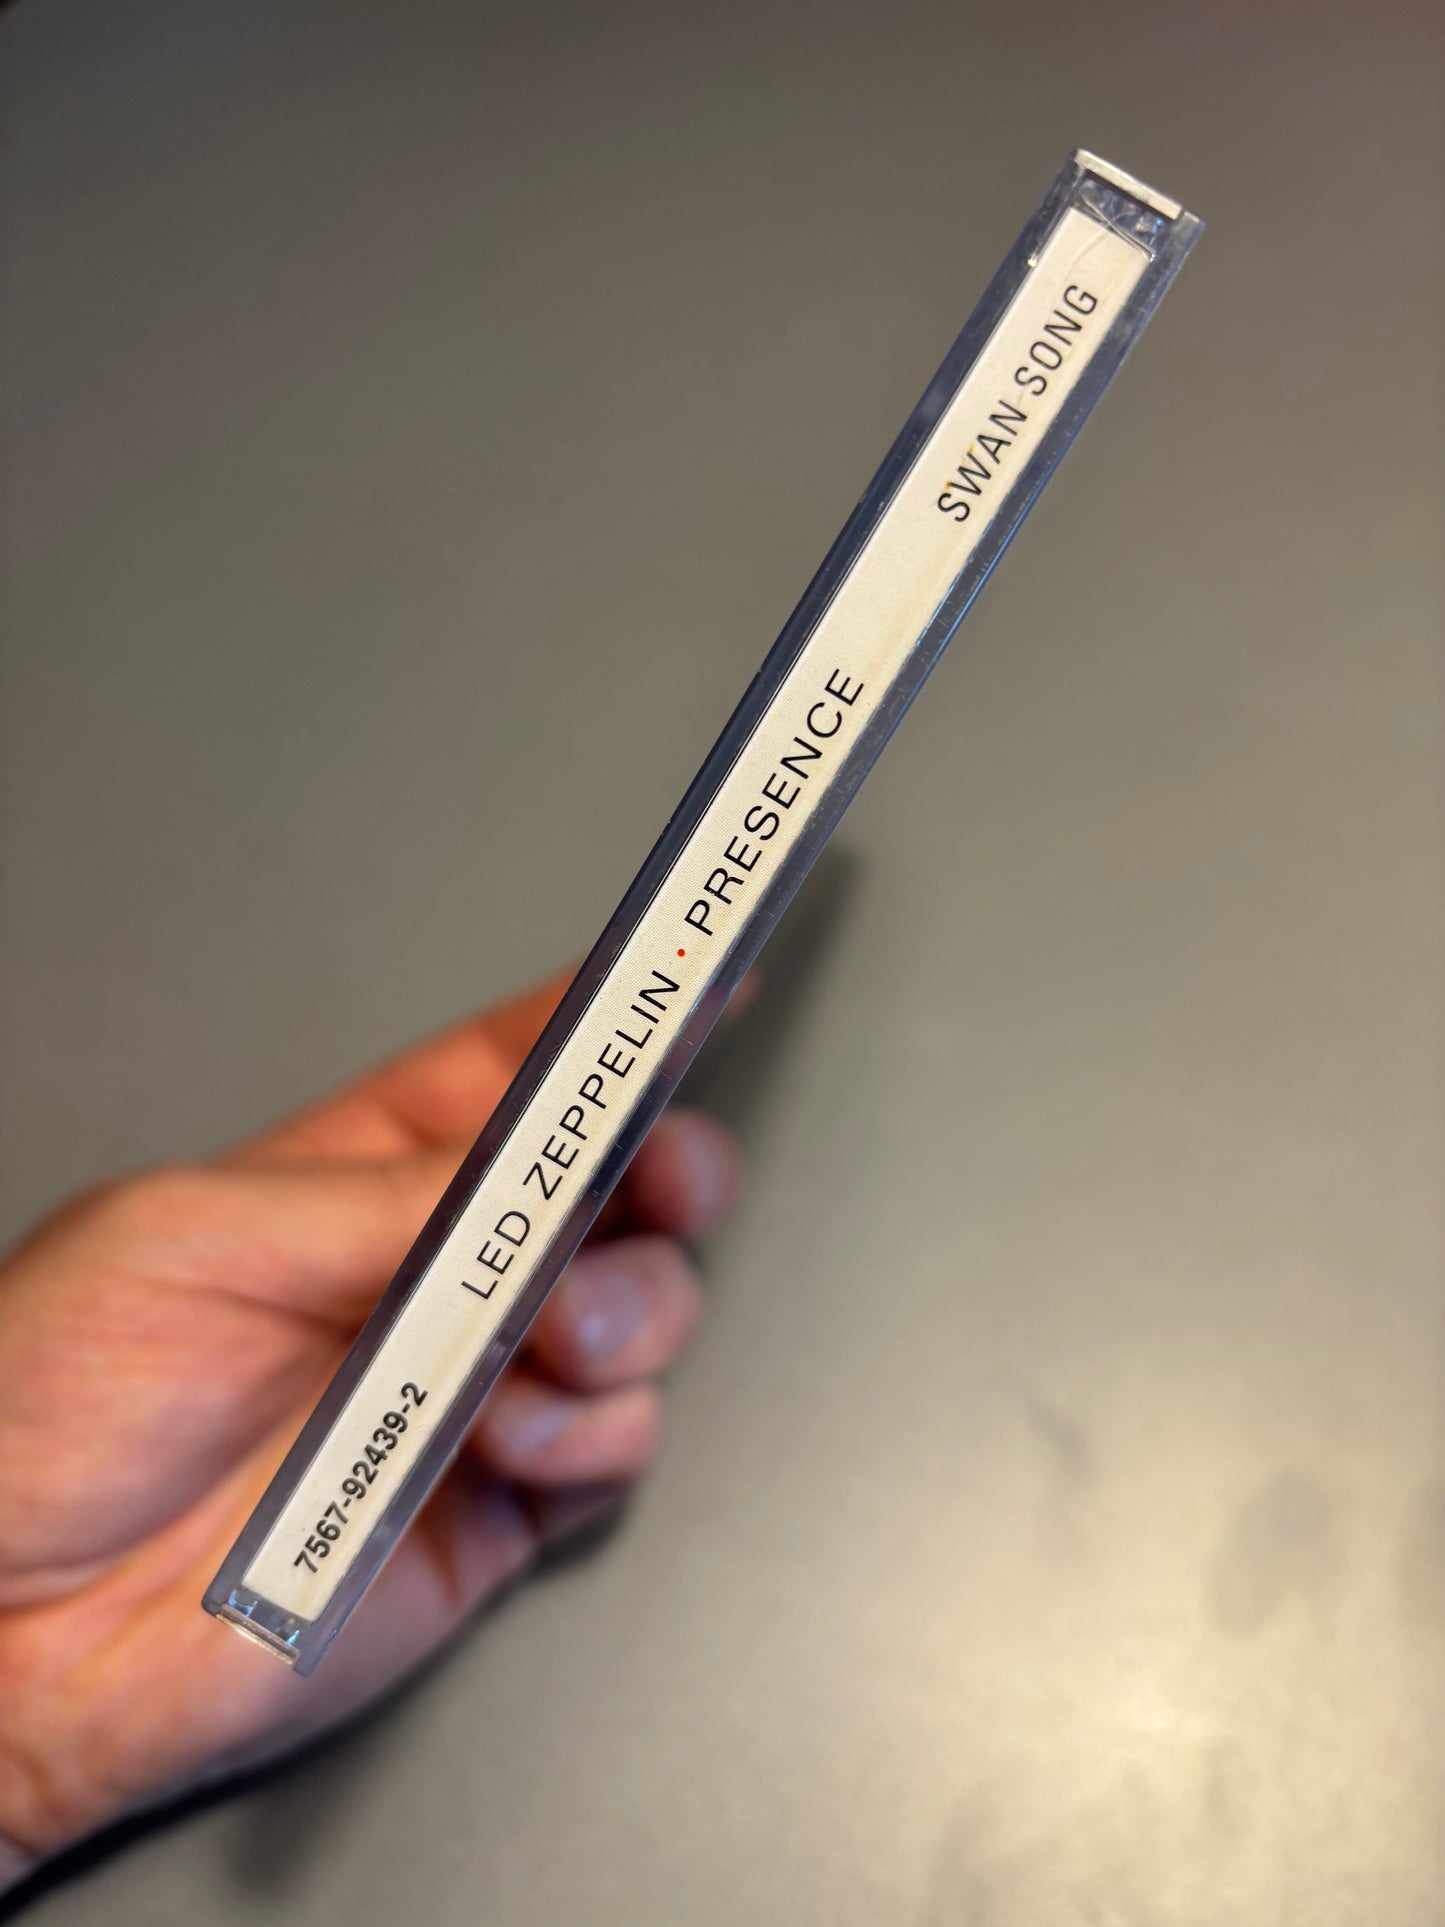 7567-92439-2 LED ZEPPELIN • PRESENCE SWAN SONG